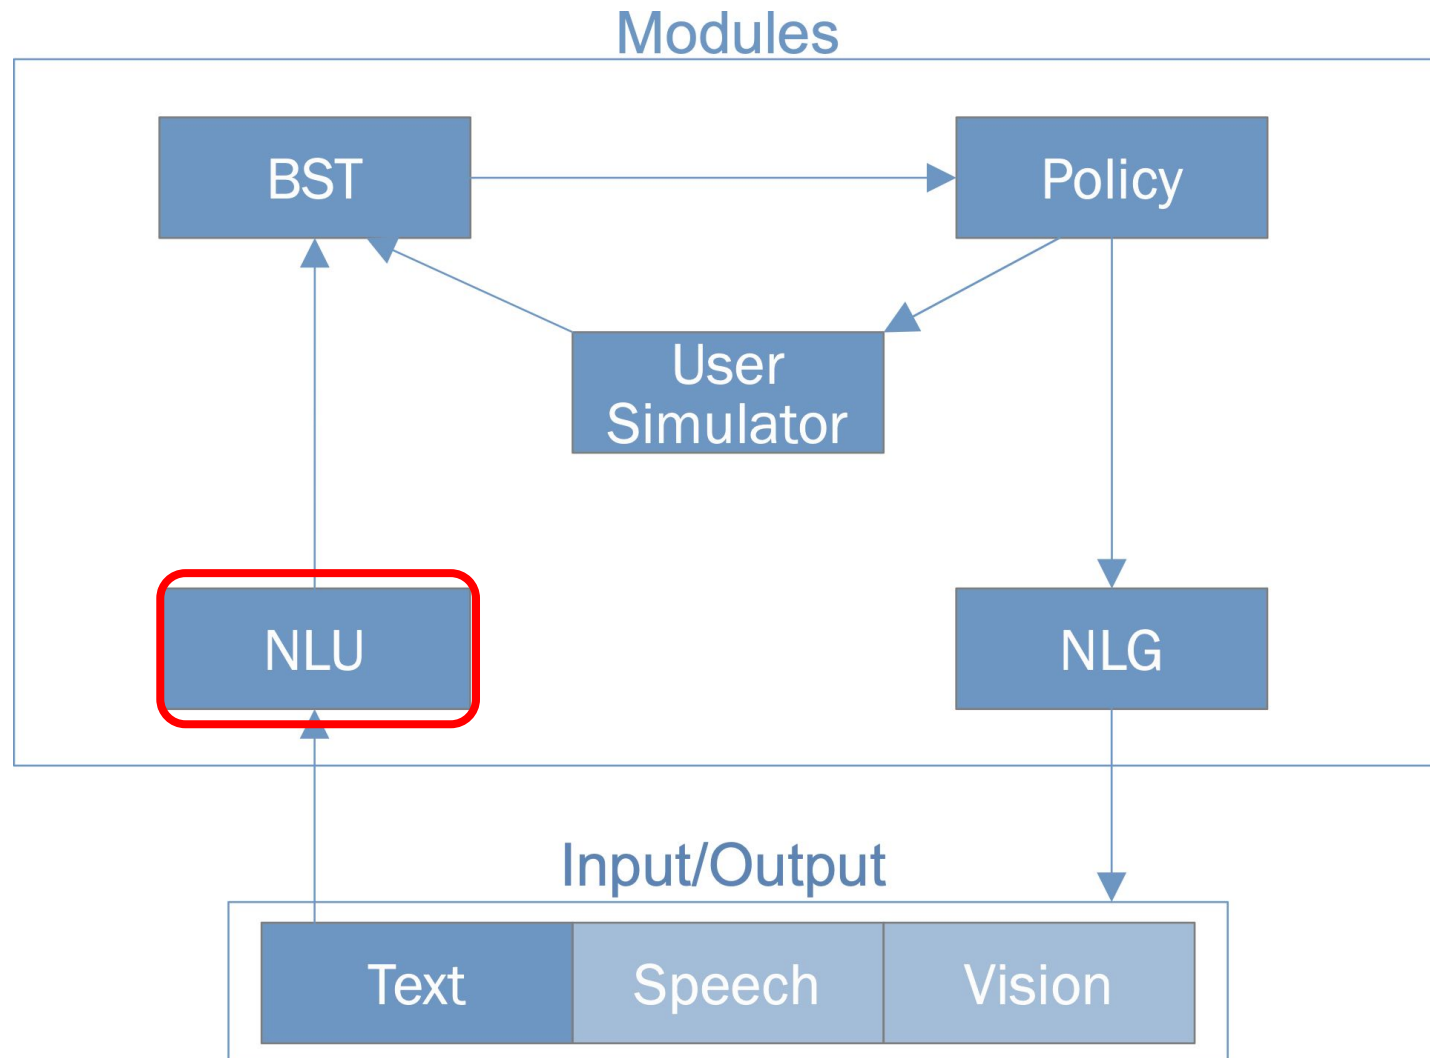 Modules
BST
Policy
User
Simulator
NLU
NLG
Input/Output
Text
Speech
Vision